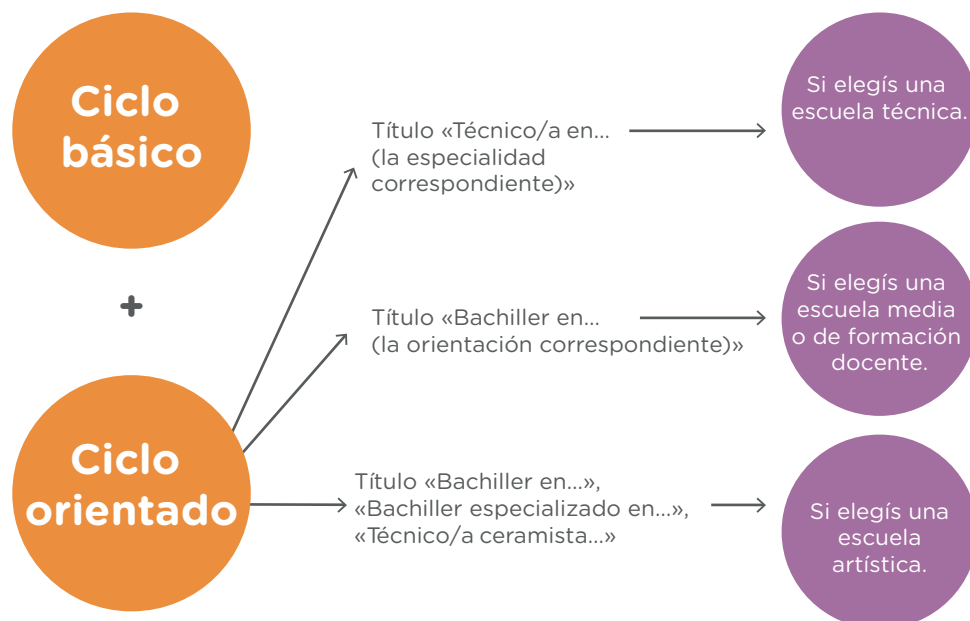 Ciclo
básico
+
Ciclo
orientado
Título «Técnico/a en...
(la especialidad
correspondiente)»
Si elegís una
escuela técnica.
Título «Bachiller en...
(la orientación correspondiente)»
Si elegís una
escuela media
o de formación
docente.
Título «Bachiller en...»,
«Bachiller especializado en...»,
«Técnico/a ceramista...»
Si elegís una
escuela
artística.